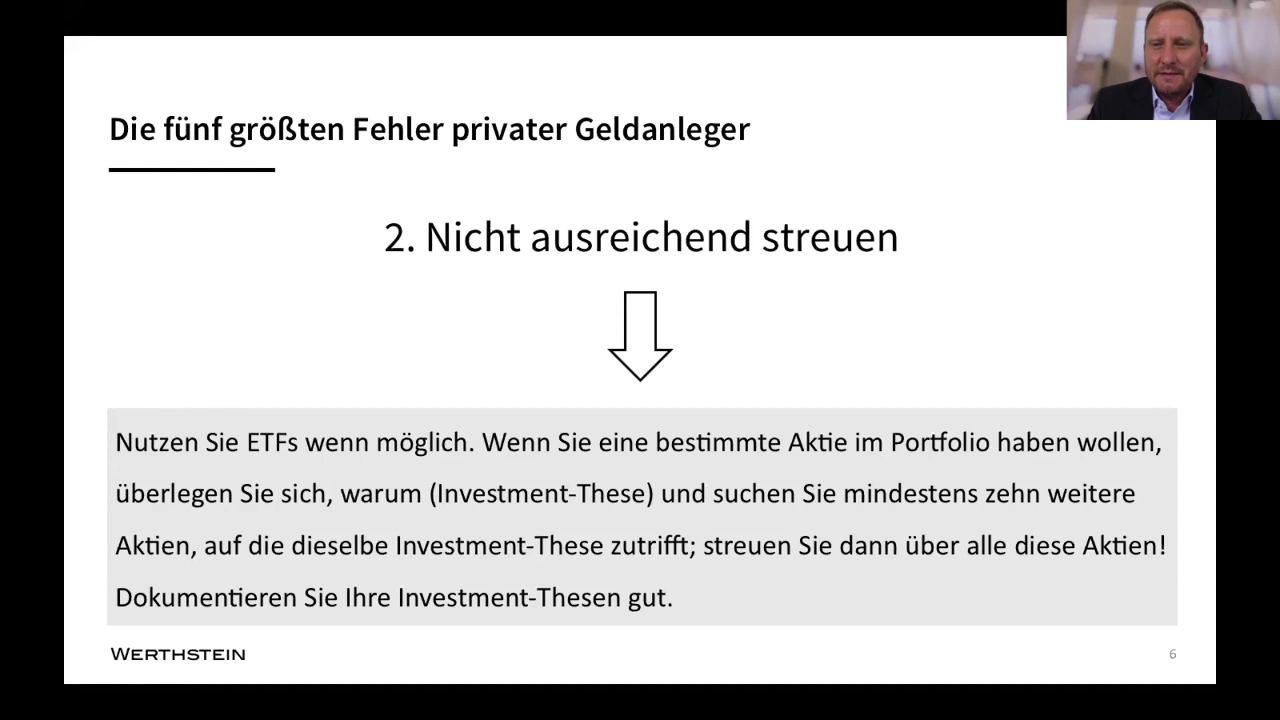 Die fünf größten Fehler privater Geldanleger
2. Nicht ausreichend streuen
Nutzen Sie ETFs wenn möglich. Wenn Sie eine bestimmte Aktie im Portfolio haben wollen,
überlegen Sie sich, warum (Investment-These) und suchen Sie mindestens zehn weitere
Aktien, auf die dieselbe Investment-These zutrifft; streuen Sie dann über alle diese Aktien!
Dokumentieren Sie Ihre Investment-Thesen gut.
WERTHSTEIN
6